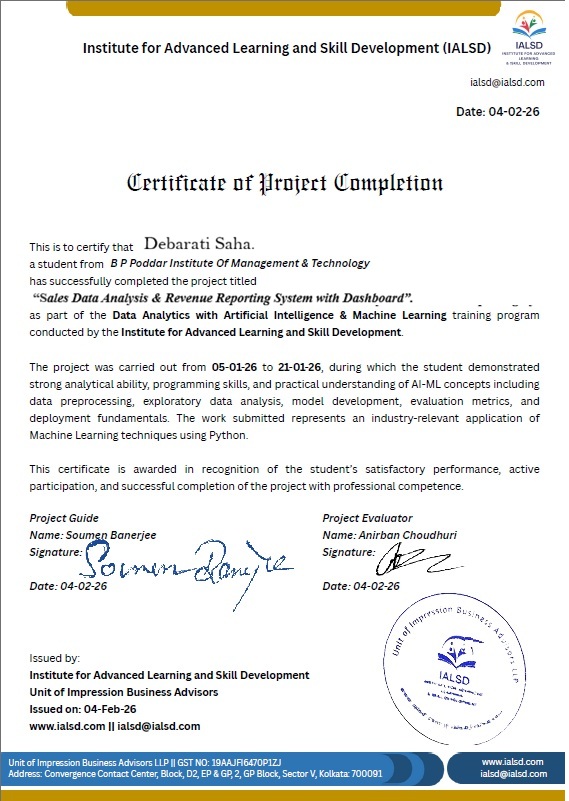 Institute for Advanced Learning and Skill Development (IALSD)
IALSD
INSTITUTE FOR ADVANCED
LEARNING
& SKILL DEVELOPMENT
ialsd@ialsd.com
Date: 04-02-26
Certificate of Project Completion
This is to certify that Debarati Saha.
a student from B P Poddar Institute Of Management & Technology
has successfully completed the project titled
“Sales Data Analysis & Revenue Reporting System with Dashboard”.
as part of the Data Analytics with Artificial Intelligence & Machine Learning training program
conducted by the Institute for Advanced Learning and Skill Development.
The project was carried out from 05-01-26 to 21-01-26, during which the student demonstrated
strong analytical ability, programming skills, and practical understanding of AI-ML concepts including
data preprocessing, exploratory data analysis, model development, evaluation metrics, and
deployment fundamentals. The work submitted represents an industry-relevant application of
Machine Learning techniques using Python.
This certificate is awarded in recognition of the student’s satisfactory performance, active
participation, and successful completion of the project with professional competence.
Project Guide
Name: Soumen Banerjee
Signature: Soumen Banerjee
Date: 04-02-26
Project Evaluator
Name: Anirban Choudhuri
Signature:
Date: 04-02-26
Unit of Impression Business Advisors LLP
IALSD
Issued by:
Institute for Advanced Learning and Skill Development
Unit of Impression Business Advisors
Issued on: 04-Feb-26
www.ialsd.com || ialsd@ialsd.com
Unit of Impression Business Advisors LLP || GST NO: 19AAJFI6470P1ZJ
Address: Convergence Contact Center, Block, D2, EP & GP, 2, GP Block, Sector V, Kolkata: 700091
www.ialsd.com
ialsd@ialsd.com